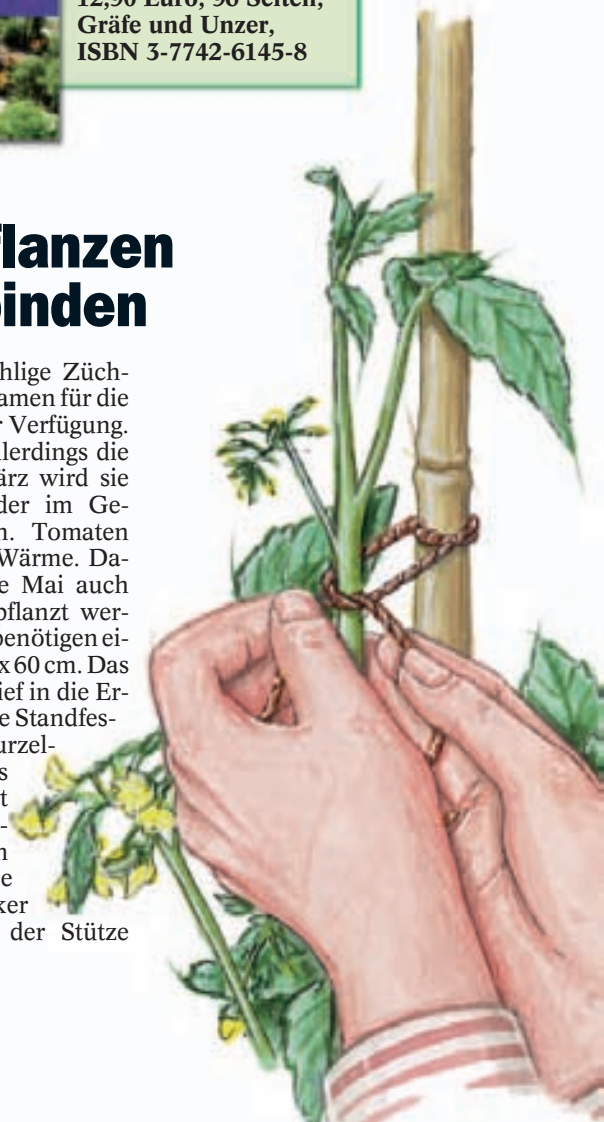 12,90 Euro, 96 Seiten,
Gräfe und Unzer,
ISBN 3-7742-6145-8
flanzen
binden
hlige Züch-
amen für die
r Verfügung.
llerdings die
ärz wird sie
der im Ge-
n. Tomaten
Wärme. Da-
e Mai auch
pflanzt wer-
benötigen ei-
x 60 cm. Das
ief in die Er-
e Standfes-
urzel-
s
t
-
n
e
ker
der Stütze